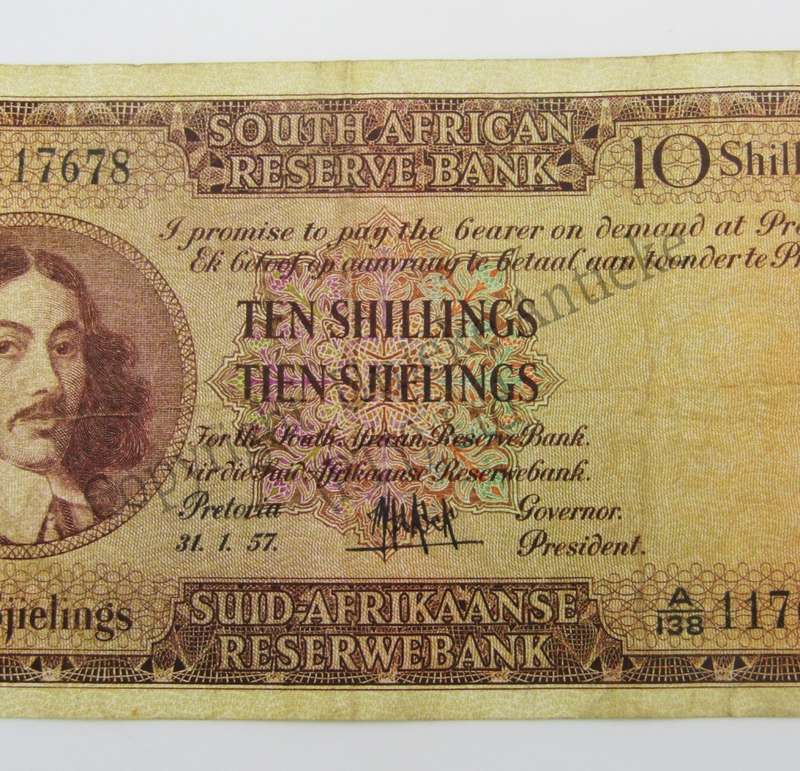 SOUTH AFRICAN
RESERVE BANK
17678
10 Shill
I promise to pay the bearer on demand at Pre
Ek beloof op aanvraag te betaal aan toonder te Pr
TEN SHILLINGS
TIEN SJIELINGS
For the South African Reserve Bank.
Vir die Suid-Afrikaanse Reserwebank.
Pretoria
Governor.
31. 1. 57.
President.
jielings
SUID-AFRIKAANSE
RESERWEBANK
A/138 117